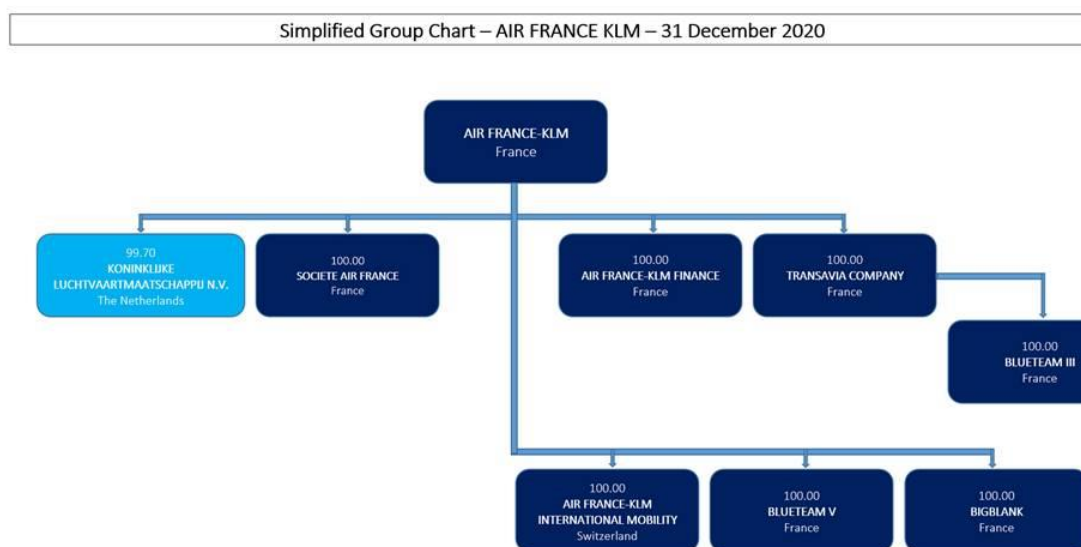 Simplified Group Chart – AIR FRANCE KLM – 31 December 2020
AIR FRANCE-KLM
France
99.70
KONINKLIJKE
LUCHTVAARTMAATSCHAPPIJ N.V.
The Netherlands
100.00
SOCIETE AIR FRANCE
France
100.00
AIR FRANCE-KLM FINANCE
France
100.00
TRANSAVIA COMPANY
France
100.00
BLUETEAM III
France
100.00
AIR FRANCE-KLM
INTERNATIONAL MOBILITY
Switzerland
100.00
BLUETEAM V
France
100.00
BIGBLANK
France